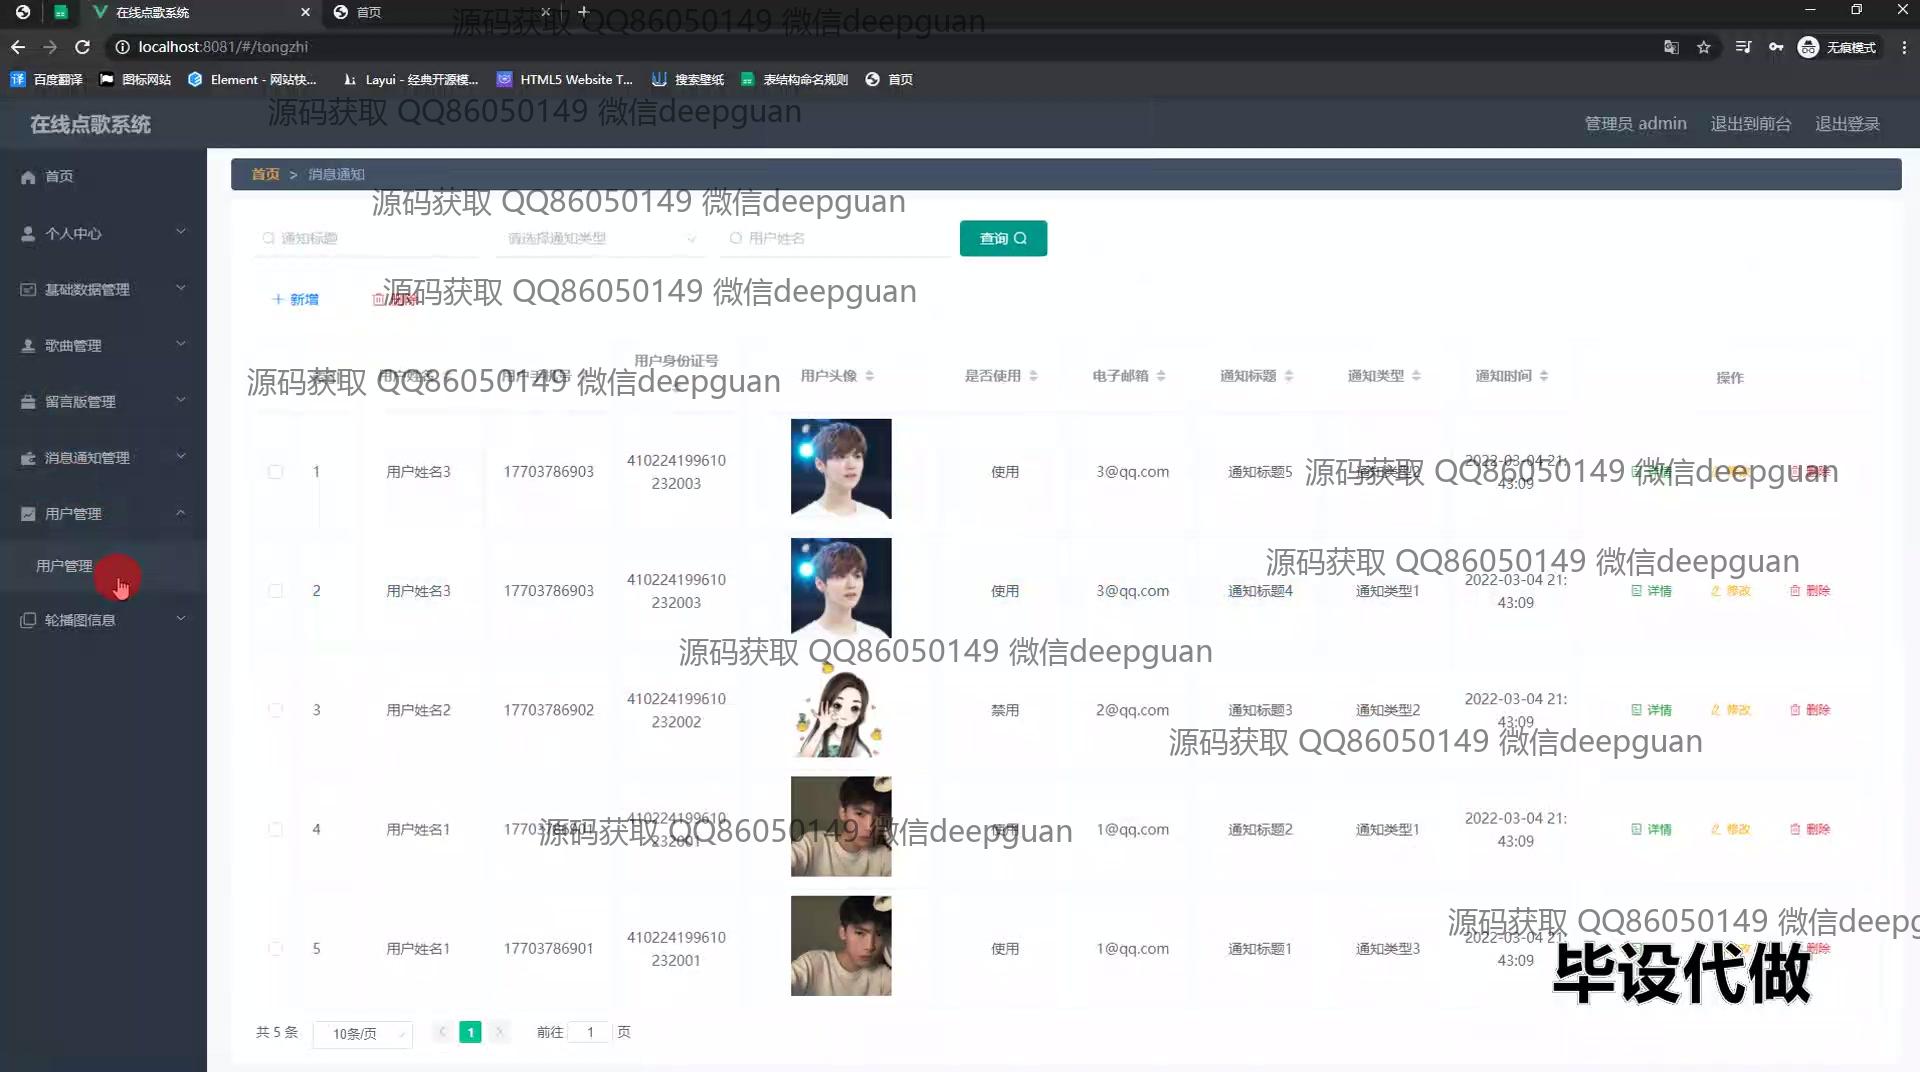 在线点歌系统
首页
源码获取 QQ86050149 微信deepguan
localhost:8081/#/tongzhi
无痕模式
百度翻译
图标网站
Element - 网站快...
Layui - 经典开源模...
HTML5 Website T...
搜索壁纸
表结构命名规则
首页
源码获取 QQ86050149 微信deepguan
在线点歌系统
管理员 admin
退出到前台
退出登录
首页
个人中心
基础数据管理
歌曲管理
留言版管理
消息通知管理
用户管理
用户管理
轮播图信息
首页 > 消息通知
源码获取 QQ86050149 微信deepguan
通知标题
请选择通知类型
用户姓名
查询
+ 新增
删除
源码获取 QQ86050149 微信deepguan
用户姓名 用户手机号 用户身份证号 用户头像 是否使用 电子邮箱 通知标题 通知类型 通知时间 操作
源码获取 QQ86050149 微信deepguan
1 用户姓名3 17703786903 410224199610 使用 3@qq.com 通知标题5 通知类型2 2022-03-04 21: 详情 修改 删除
232003 43:09
源码获取 QQ86050149 微信deepguan
源码获取 QQ86050149 微信deepguan
2 用户姓名3 17703786903 410224199610 使用 3@qq.com 通知标题4 通知类型1 2022-03-04 21: 详情 修改 删除
232003 43:09
源码获取 QQ86050149 微信deepguan
3 用户姓名2 17703786902 410224199610 禁用 2@qq.com 通知标题3 通知类型2 2022-03-04 21: 详情 修改 删除
232002 43:09
源码获取 QQ86050149 微信deepguan
4 用户姓名1 17703786901 410224199610 使用 1@qq.com 通知标题2 通知类型1 2022-03-04 21: 详情 修改 删除
232001 43:09
源码获取 QQ86050149 微信deepguan
源码获取 QQ86050149 微信deepg
5 用户姓名1 17703786901 410224199610 使用 1@qq.com 通知标题1 通知类型3 2022-03-04 21: 删除
232001 43:09
毕设代做
共 5 条
10条/页
1
前往 1 页